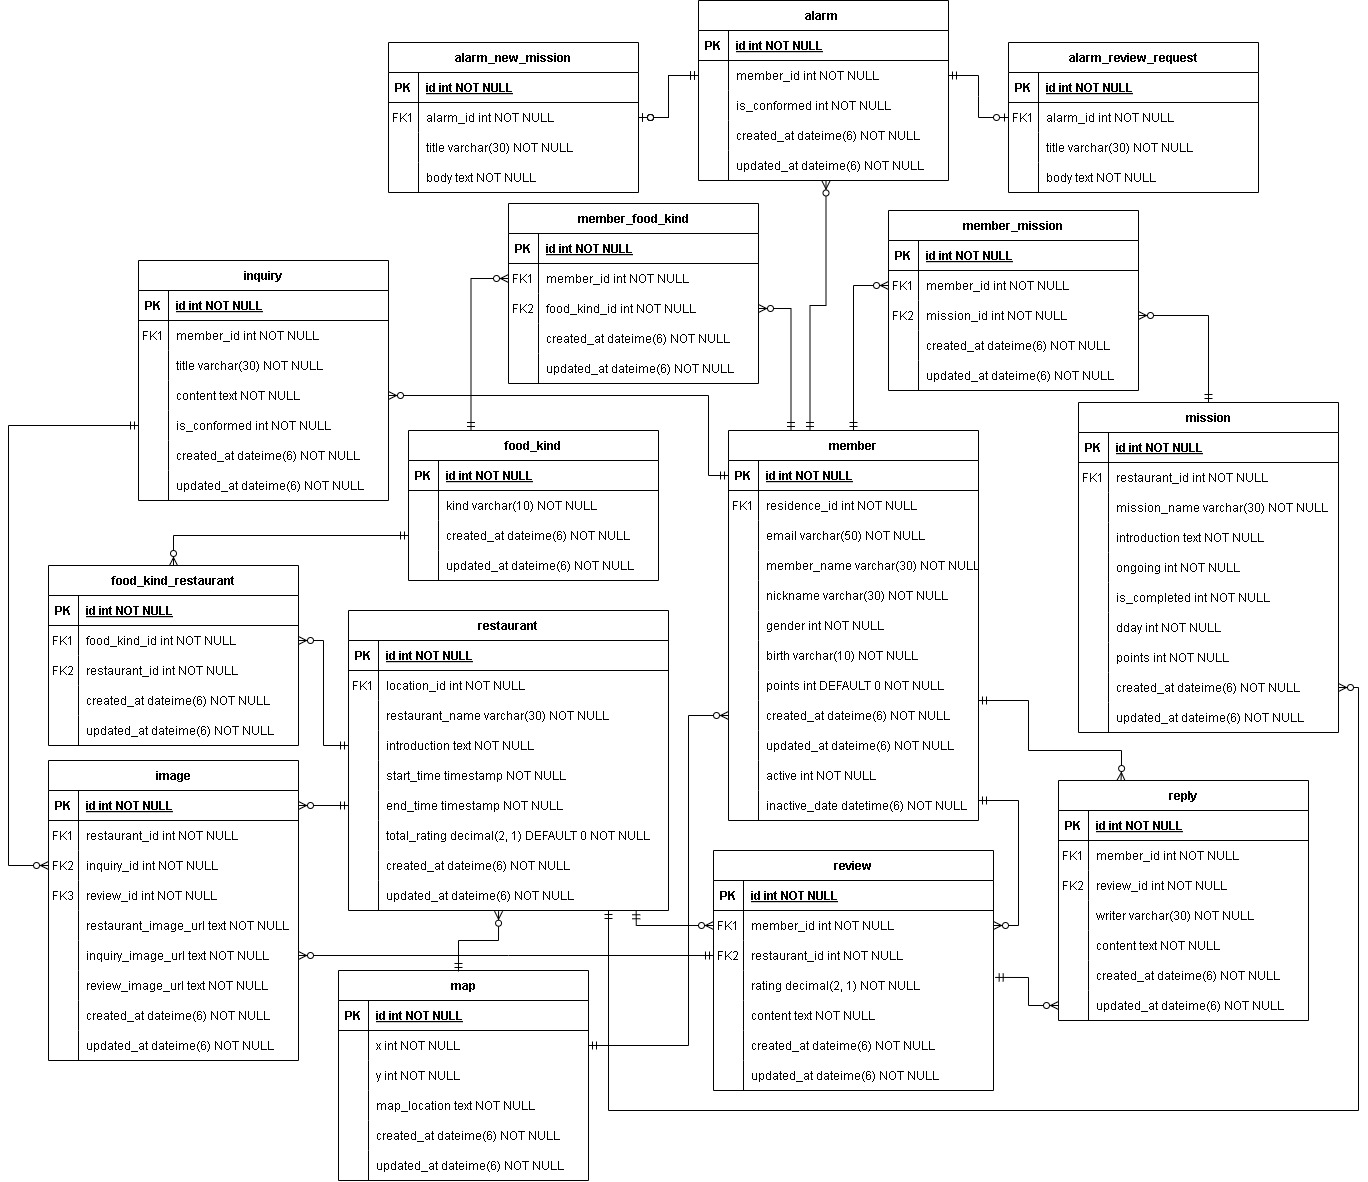 alarm
PK id int NOT NULL
member_id int NOT NULL
is_conformed int NOT NULL
created_at dateime(6) NOT NULL
updated_at dateime(6) NOT NULL
alarm_new_mission
PK id int NOT NULL
FK1 alarm_id int NOT NULL
title varchar(30) NOT NULL
body text NOT NULL
alarm_review_request
PK id int NOT NULL
FK1 alarm_id int NOT NULL
title varchar(30) NOT NULL
body text NOT NULL
member_food_kind
PK id int NOT NULL
FK1 member_id int NOT NULL
FK2 food_kind_id int NOT NULL
created_at dateime(6) NOT NULL
updated_at dateime(6) NOT NULL
member_mission
PK id int NOT NULL
FK1 member_id int NOT NULL
FK2 mission_id int NOT NULL
created_at dateime(6) NOT NULL
updated_at dateime(6) NOT NULL
inquiry
PK id int NOT NULL
FK1 member_id int NOT NULL
title varchar(30) NOT NULL
content text NOT NULL
is_conformed int NOT NULL
created_at dateime(6) NOT NULL
updated_at dateime(6) NOT NULL
food_kind
PK id int NOT NULL
kind varchar(10) NOT NULL
created_at dateime(6) NOT NULL
updated_at dateime(6) NOT NULL
member
PK id int NOT NULL
FK1 residence_id int NOT NULL
email varchar(50) NOT NULL
member_name varchar(30) NOT NULL
nickname varchar(30) NOT NULL
gender int NOT NULL
birth varchar(10) NOT NULL
points int DEFAULT 0 NOT NULL
created_at dateime(6) NOT NULL
updated_at dateime(6) NOT NULL
active int NOT NULL
inactive_date datetime(6) NOT NULL
mission
PK id int NOT NULL
FK1 restaurant_id int NOT NULL
mission_name varchar(30) NOT NULL
introduction text NOT NULL
ongoing int NOT NULL
is_completed int NOT NULL
dday int NOT NULL
points int NOT NULL
created_at dateime(6) NOT NULL
updated_at dateime(6) NOT NULL
food_kind_restaurant
PK id int NOT NULL
FK1 food_kind_id int NOT NULL
FK2 restaurant_id int NOT NULL
created_at dateime(6) NOT NULL
updated_at dateime(6) NOT NULL
restaurant
PK id int NOT NULL
FK1 location_id int NOT NULL
restaurant_name varchar(30) NOT NULL
introduction text NOT NULL
start_time timestamp NOT NULL
end_time timestamp NOT NULL
total_rating decimal(2, 1) DEFAULT 0 NOT NULL
created_at dateime(6) NOT NULL
updated_at dateime(6) NOT NULL
image
PK id int NOT NULL
FK1 restaurant_id int NOT NULL
FK2 inquiry_id int NOT NULL
FK3 review_id int NOT NULL
restaurant_image_url text NOT NULL
inquiry_image_url text NOT NULL
review_image_url text NOT NULL
created_at dateime(6) NOT NULL
updated_at dateime(6) NOT NULL
reply
PK id int NOT NULL
FK1 member_id int NOT NULL
FK2 review_id int NOT NULL
writer varchar(30) NOT NULL
content text NOT NULL
created_at dateime(6) NOT NULL
updated_at dateime(6) NOT NULL
review
PK id int NOT NULL
FK1 member_id int NOT NULL
FK2 restaurant_id int NOT NULL
rating decimal(2, 1) NOT NULL
content text NOT NULL
created_at dateime(6) NOT NULL
updated_at dateime(6) NOT NULL
map
PK id int NOT NULL
x int NOT NULL
y int NOT NULL
map_location text NOT NULL
created_at dateime(6) NOT NULL
updated_at dateime(6) NOT NULL